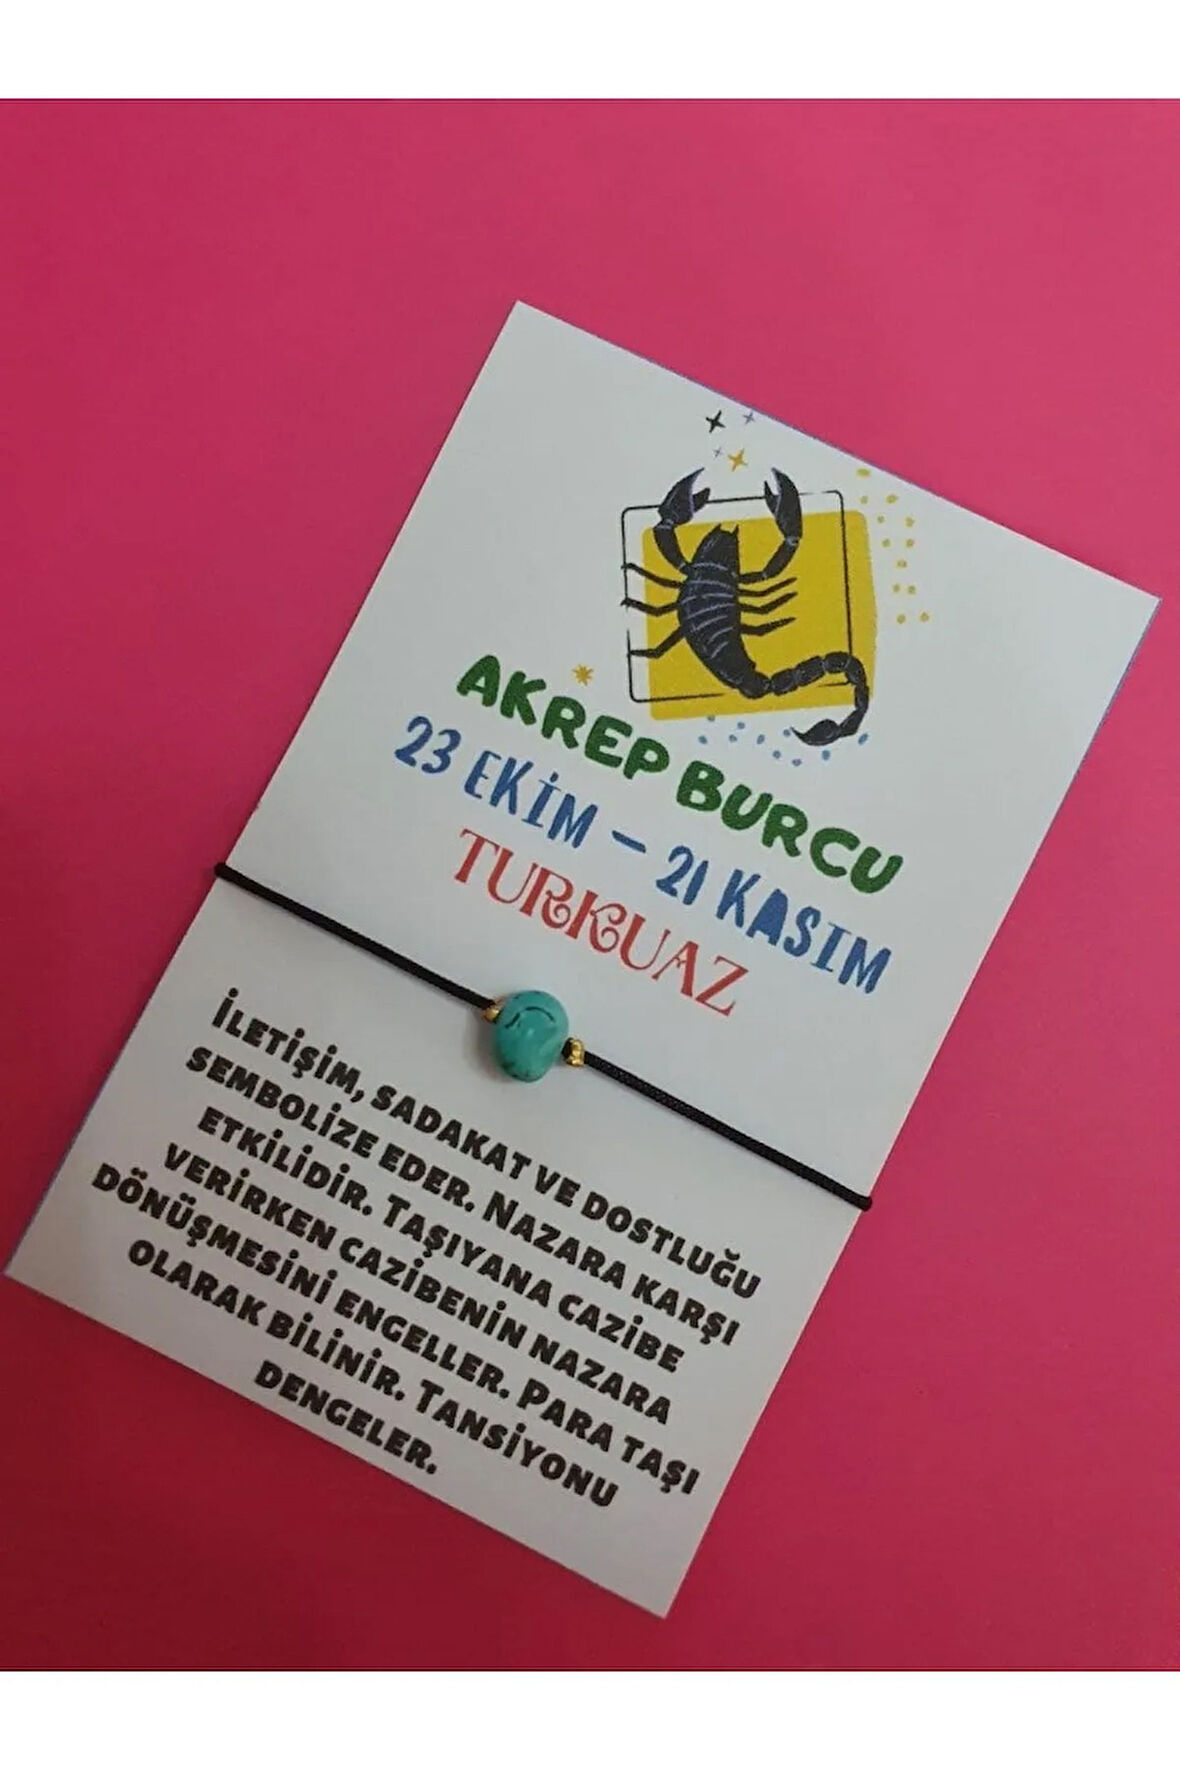 AKREP BURCU
23 EKİM – 21 KASIM
TURKUAZ
İLETİŞİM, SADAKAT VE DOSTLUĞU
SEMBOLİZE EDER. NAZARA KARŞI
ETKİLİDİR. TAŞIYANA CAZİBE
VERİRKEN CAZİBENİN NAZARA
DÖNÜŞMESİNİ ENGELLER. PARA TAŞI
OLARAK BİLİNİR. TANSİYONU
DENGELER.